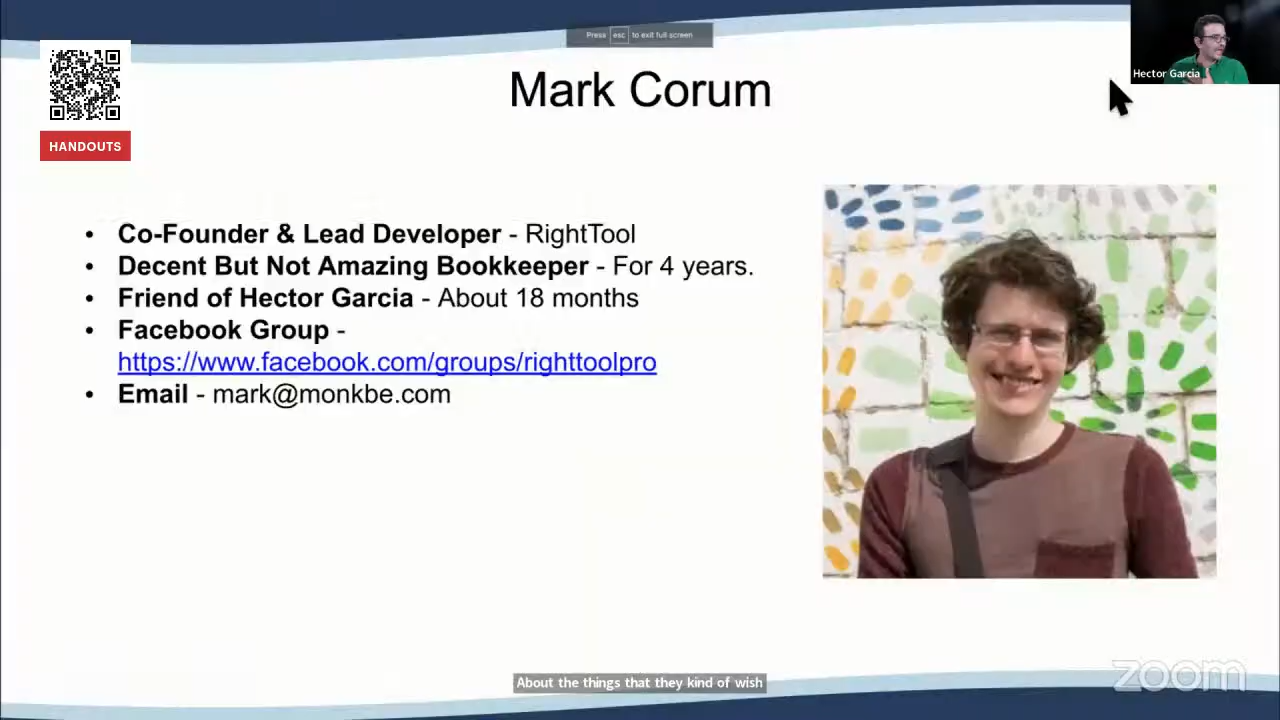 Press esc to exit full screen
Hector Garcia
HANDOUTS
Mark Corum
• Co-Founder & Lead Developer - RightTool
• Decent But Not Amazing Bookkeeper - For 4 years.
• Friend of Hector Garcia - About 18 months
• Facebook Group -
https://www.facebook.com/groups/righttoolpro
• Email - mark@monkbe.com
About the things that they kind of wish
zoom